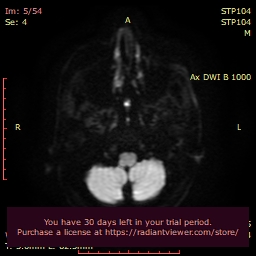 Im: 5/54
Se: 4
A
STP104
STP104
M
Ax DWI B 1000
R
L
You have 30 days left in your trial period.
Purchase a license at https://radiantviewer.com/store/